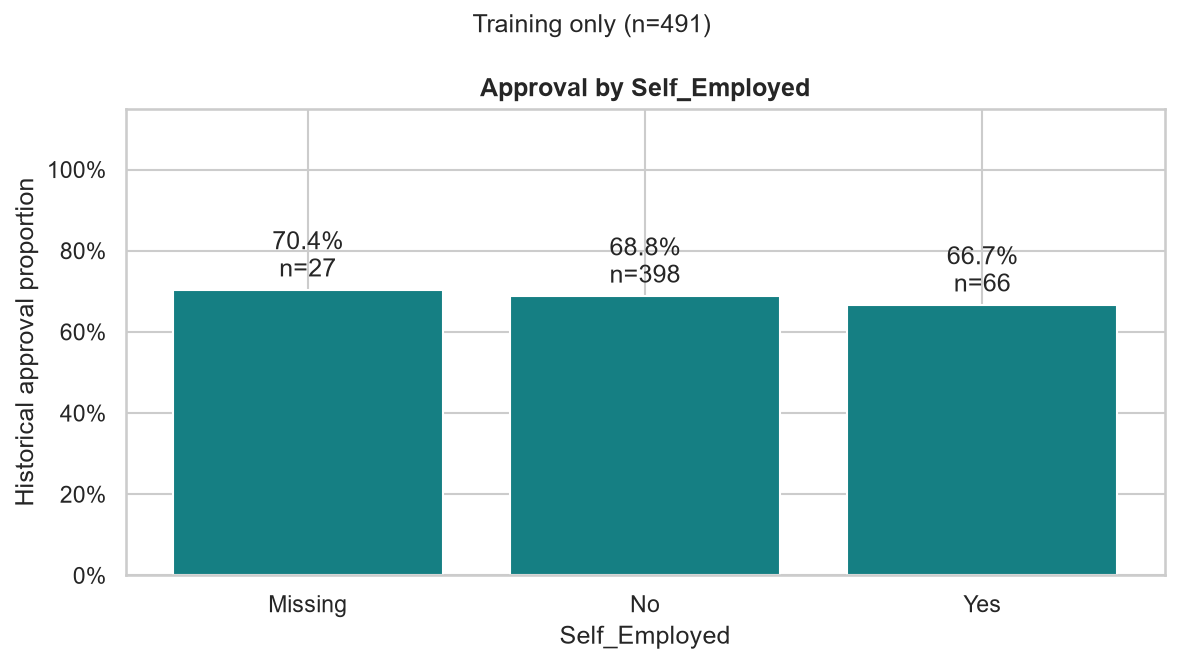 Training only (n=491)
Approval by Self_Employed
Historical approval proportion
100%
80%
60%
40%
20%
0%
70.4%
n=27
68.8%
n=398
66.7%
n=66
Missing
No
Yes
Self_Employed